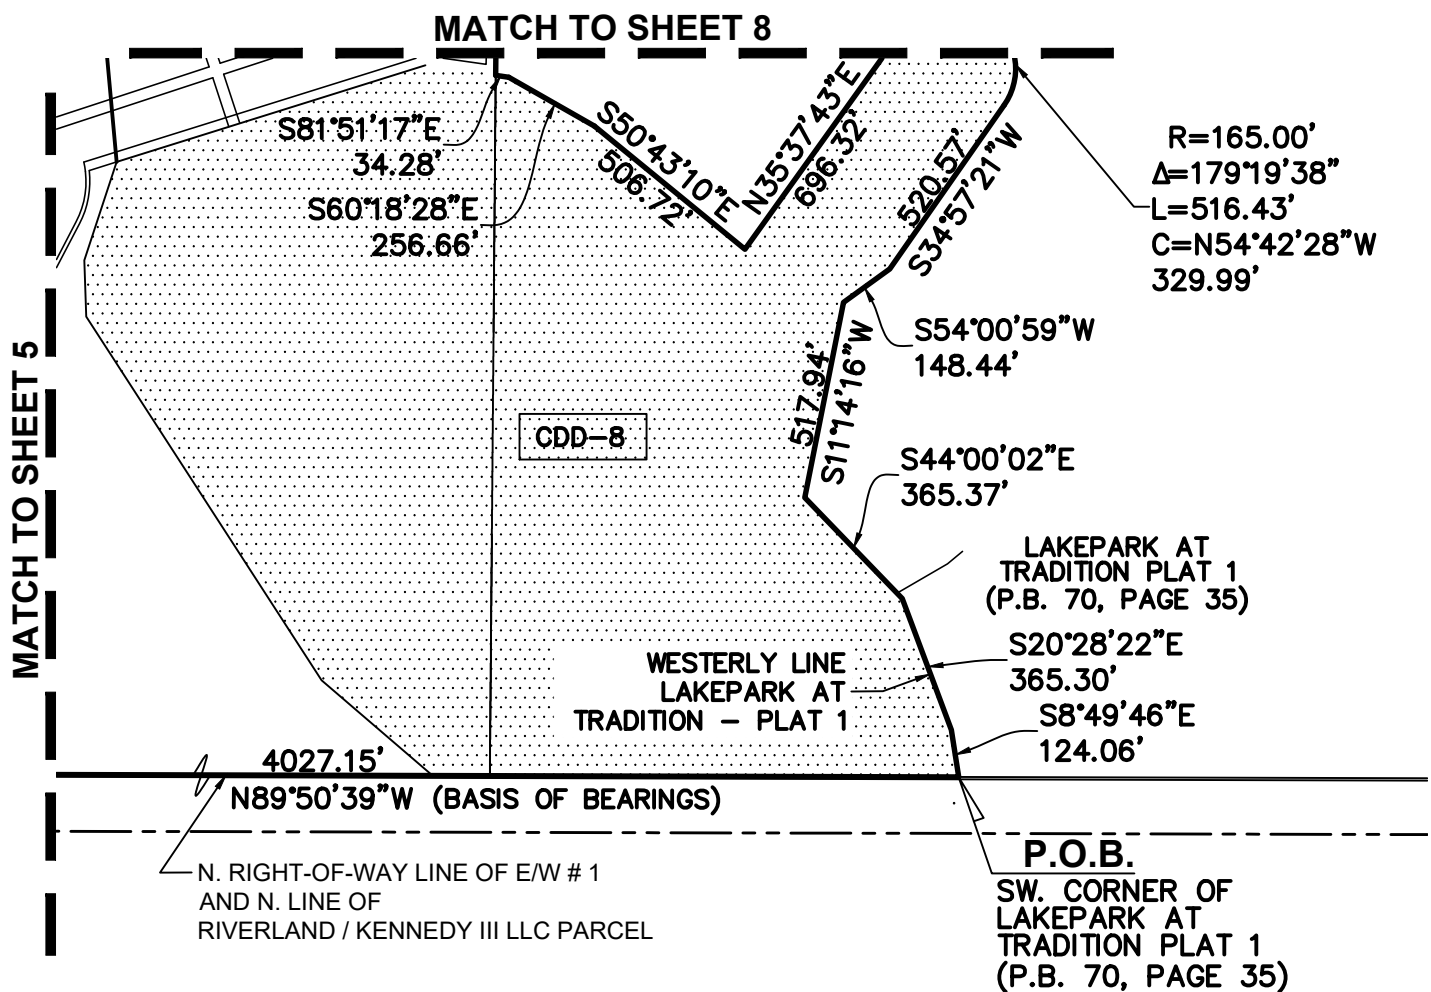 MATCH TO SHEET 8
S81°51'17"E
34.28'
S60°18'28"E
256.66'
S50°43'10"E
506.72'
N35°37'43"E
696.32'
520.57'
S34°57'21"W
R=165.00'
Δ=179°19'38"
L=516.43'
C=N54°42'28"W
329.99'
S54°00'59"W
148.44'
517.94'
S11°14'16"W
MATCH TO SHEET 5
CDD-8
S44°00'02"E
365.37'
LAKEPARK AT
TRADITION PLAT 1
(P.B. 70, PAGE 35)
WESTERLY LINE
LAKEPARK AT
TRADITION - PLAT 1
S20°28'22"E
365.30'
S8°49'46"E
124.06'
4027.15'
N89°50'39"W (BASIS OF BEARINGS)
N. RIGHT-OF-WAY LINE OF E/W # 1
AND N. LINE OF
RIVERLAND / KENNEDY III LLC PARCEL
P.O.B.
SW. CORNER OF
LAKEPARK AT
TRADITION PLAT 1
(P.B. 70, PAGE 35)